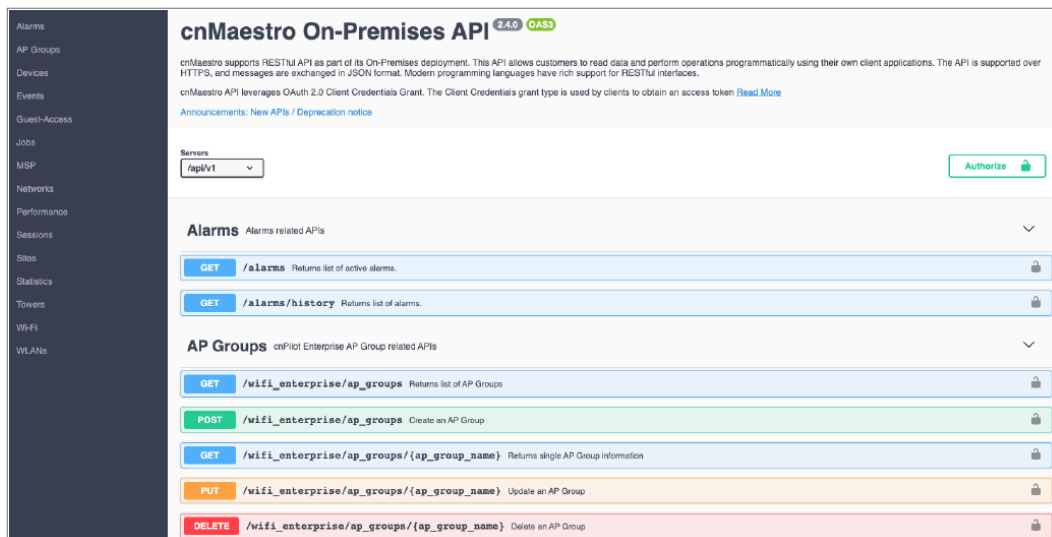 Alarms
AP Groups
Devices
Events
Guest-Access
Jobs
MSP
Networks
Performance
Sessions
Sites
Statistics
Towers
Wi-Fi
WLANs
cnMaestro On-Premises API 2.4.0 OAS3
cnMaestro supports RESTful API as part of its On-Premises deployment. This API allows customers to read data and perform operations programmatically using their own client applications. The API is supported over
HTTPS, and messages are exchanged in JSON format. Modern programming languages have rich support for RESTful interfaces.
cnMaestro API leverages OAuth 2.0 Client Credentials Grant. The Client Credentials grant type is used by clients to obtain an access token Read More
Announcements: New APIs / Deprecation notice
Servers
/api/v1
Authorize
Alarms Alarms related APIs
GET /alarms Returns list of active alarms.
GET /alarms/history Returns list of alarms.
AP Groups cnPilot Enterprise AP Group related APIs
GET /wifi_enterprise/ap_groups Returns list of AP Groups
POST /wifi_enterprise/ap_groups Create an AP Group
GET /wifi_enterprise/ap_groups/{ap_group_name} Returns single AP Group information
PUT /wifi_enterprise/ap_groups/{ap_group_name} Update an AP Group
DELETE /wifi_enterprise/ap_groups/{ap_group_name} Delete an AP Group